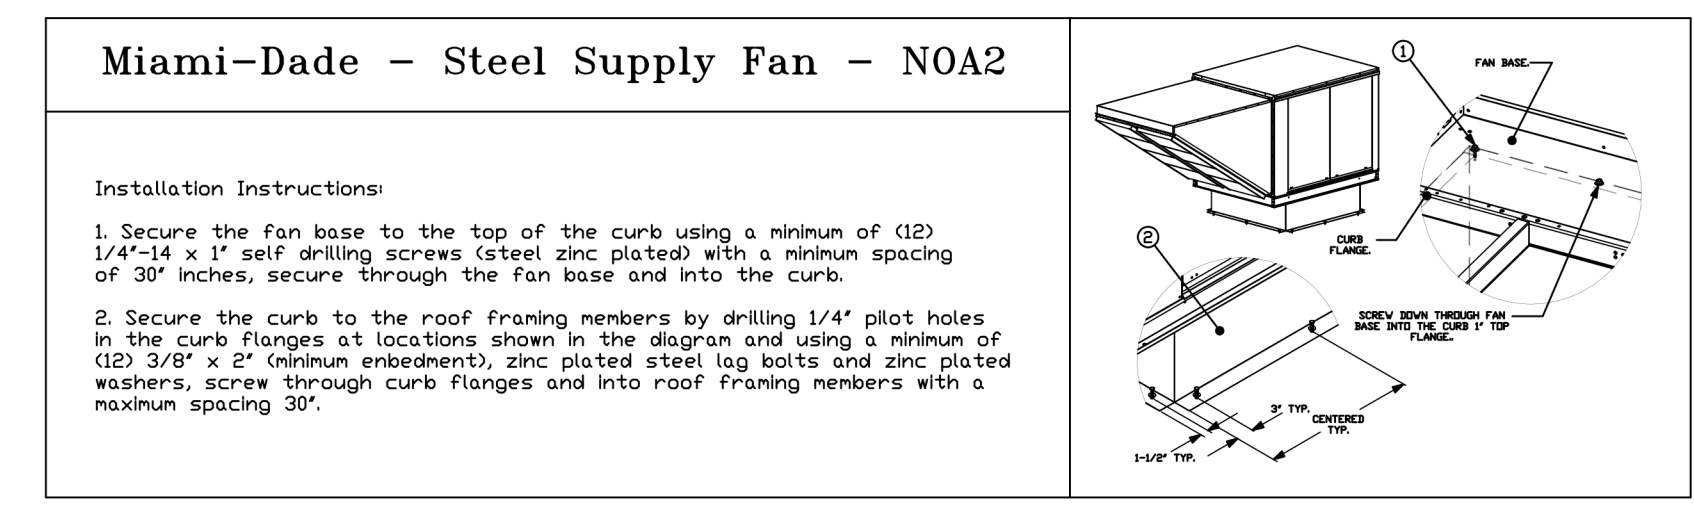 Miami-Dade - Steel Supply Fan - NOA2
Installation Instructions:
1. Secure the fan base to the top of the curb using a minimum of (12)
1/4"-14 x 1" self drilling screws (steel zinc plated) with a minimum spacing
of 30" inches, secure through the fan base and into the curb.
2. Secure the curb to the roof framing members by drilling 1/4" pilot holes
in the curb flanges at locations shown in the diagram and using a minimum of
(12) 3/8" x 2" (minimum enbedment), zinc plated steel lag bolts and zinc plated
washers, screw through curb flanges and into roof framing members with a
maximum spacing 30".
1
FAN BASE.
CURB
FLANGE.
2
SCREW DOWN THROUGH FAN
BASE INTO THE CURB 1" TOP
FLANGE..
3" TYP.
CENTERED
TYP.
1-1/2" TYP.